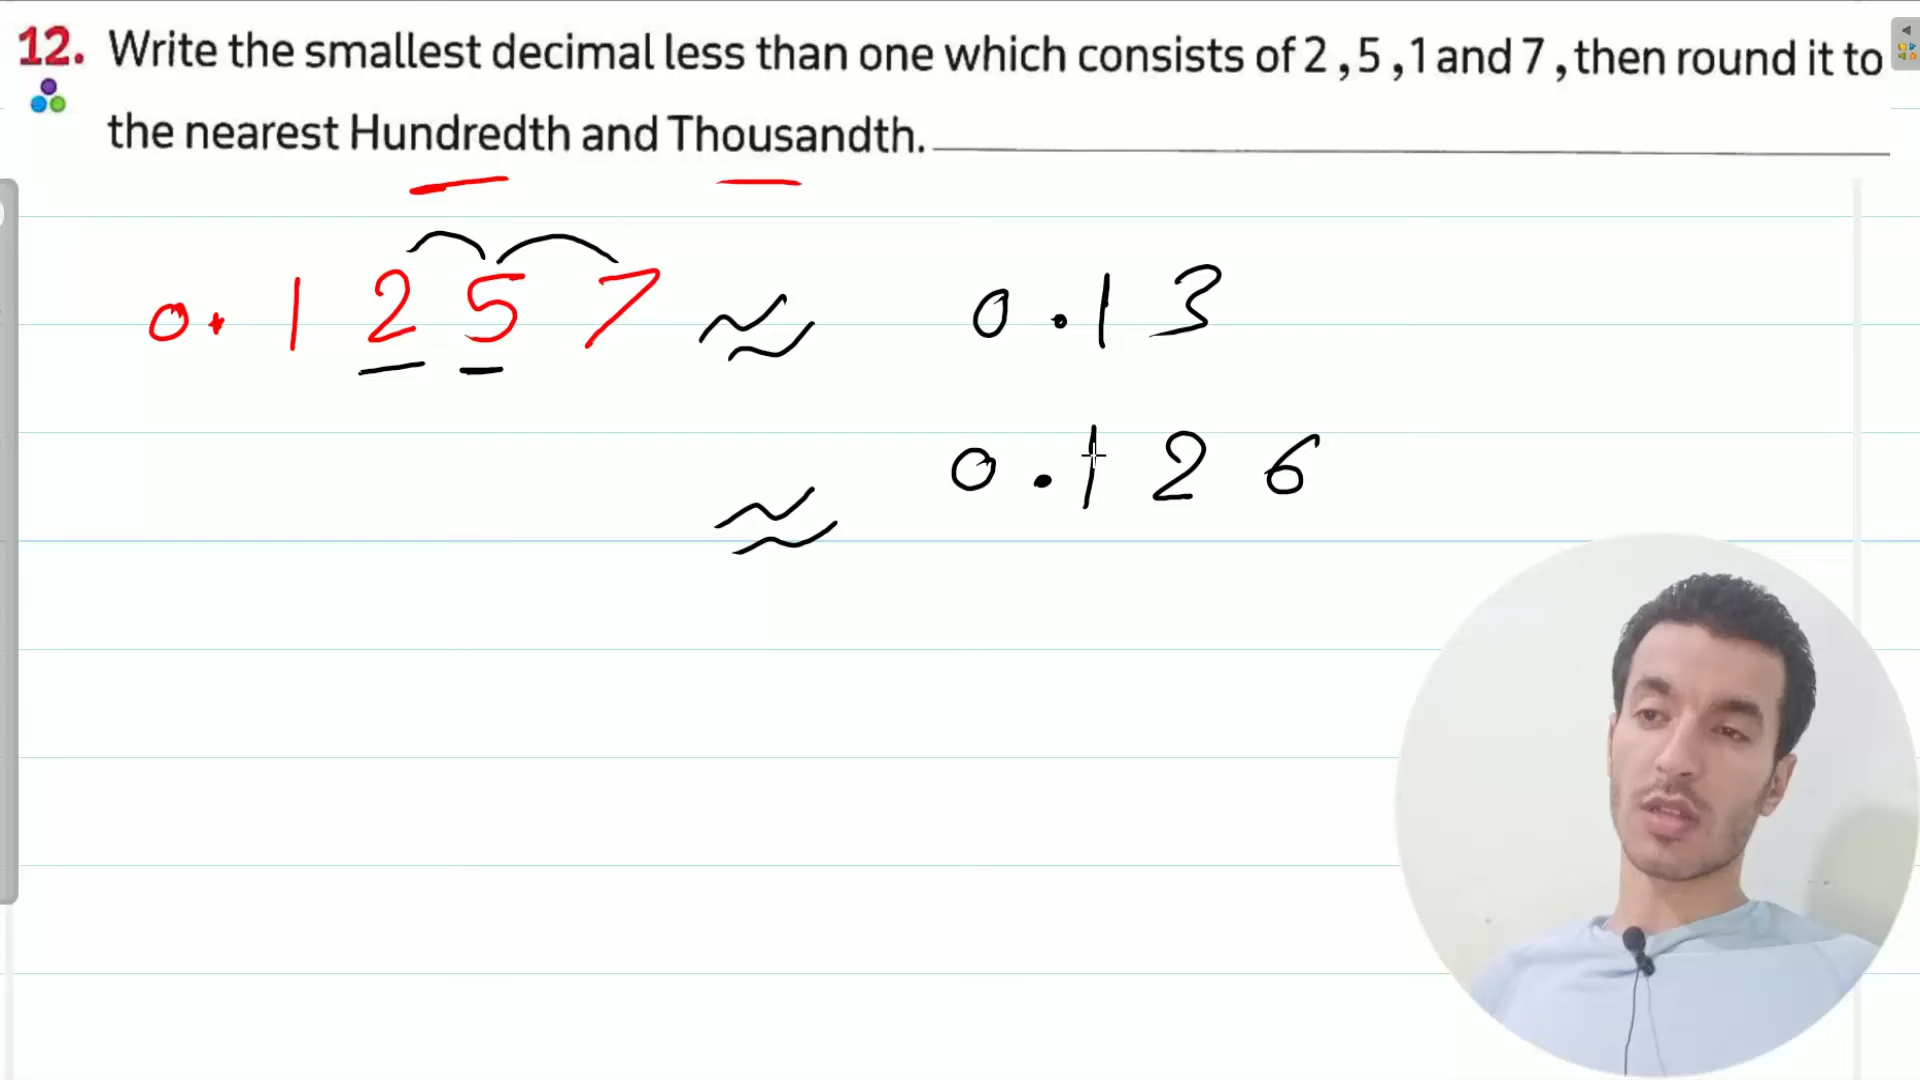 12. Write the smallest decimal less than one which consists of 2 , 5 , 1 and 7 , then round it to
the nearest Hundredth and Thousandth.
0.1257 ≈ 0.13
≈ 0.126